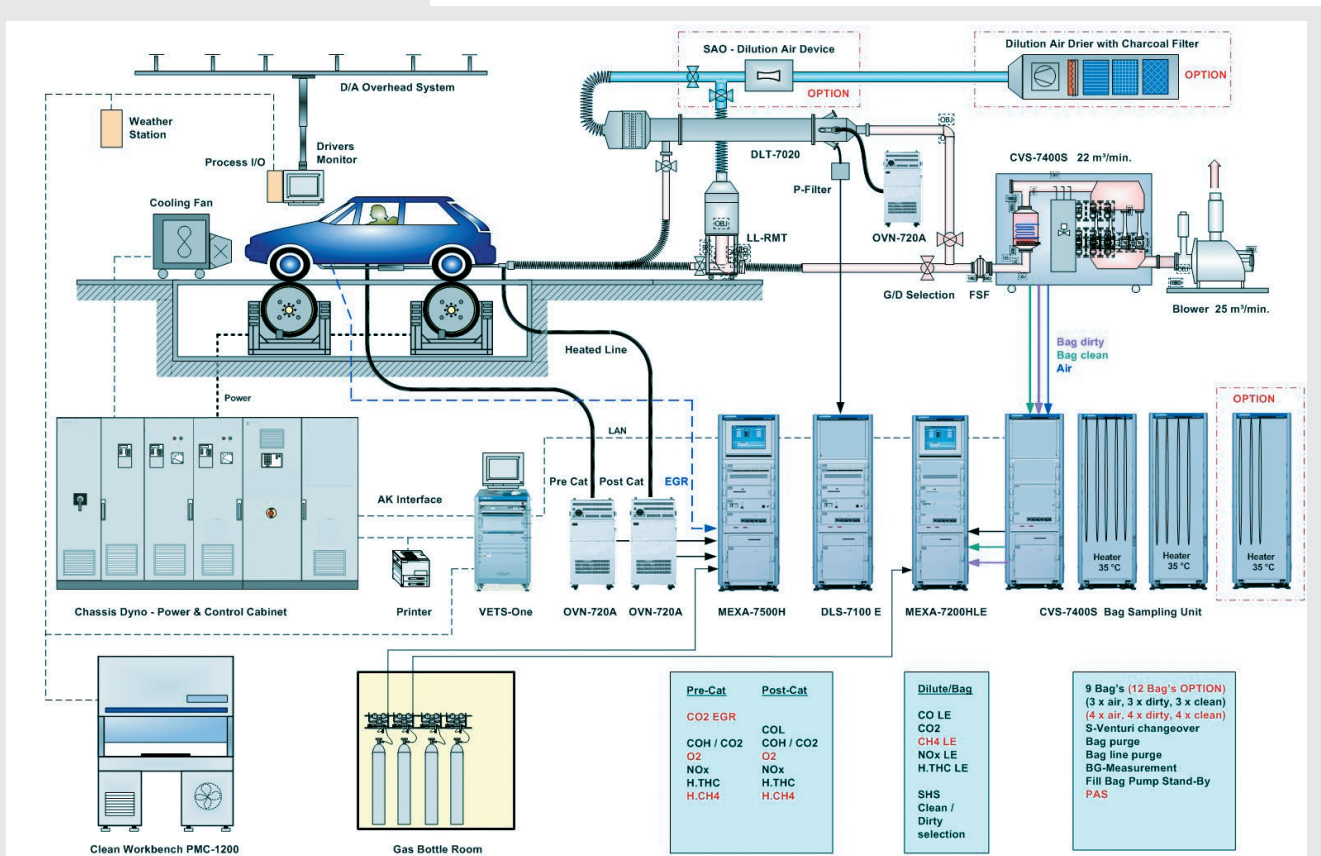 SAO - Dilution Air Device
OPTION
Dilution Air Drier with Charcoal Filter
OPTION
D/A Overhead System
Weather
Station
Process I/O
Drivers
Monitor
Cooling Fan
DLT-7020
P-Filter
OVN-720A
LL-RMT
OBJ
OBJ
CVS-7400S 22 m³/min.
G/D Selection
FSF
Blower 25 m³/min.
Heated Line
Power
Bag dirty
Bag clean
Air
OPTION
LAN
AK Interface
Pre Cat
Post Cat
EGR
Heater
35 °C
Heater
35 °C
Heater
35 °C
Chassis Dyno - Power & Control Cabinet
Printer
VETS-One
OVN-720A
OVN-720A
MEXA-7500H
DLS-7100 E
MEXA-7200HLE
CVS-7400S Bag Sampling Unit
Clean Workbench PMC-1200
Gas Bottle Room
Pre-Cat
CO2 EGR
COH / CO2
O2
NOx
H.THC
H.CH4
Post-Cat
COL
COH / CO2
O2
NOx
H.THC
H.CH4
Dilute/Bag
CO LE
CO2
CH4 LE
NOx LE
H.THC LE
SHS
Clean /
Dirty
selection
9 Bag's (12 Bag's OPTION)
(3 x air, 3 x dirty, 3 x clean)
(4 x air, 4 x dirty, 4 x clean)
S-Venturi changeover
Bag purge
Bag line purge
BG-Measurement
Fill Bag Pump Stand-By
PAS